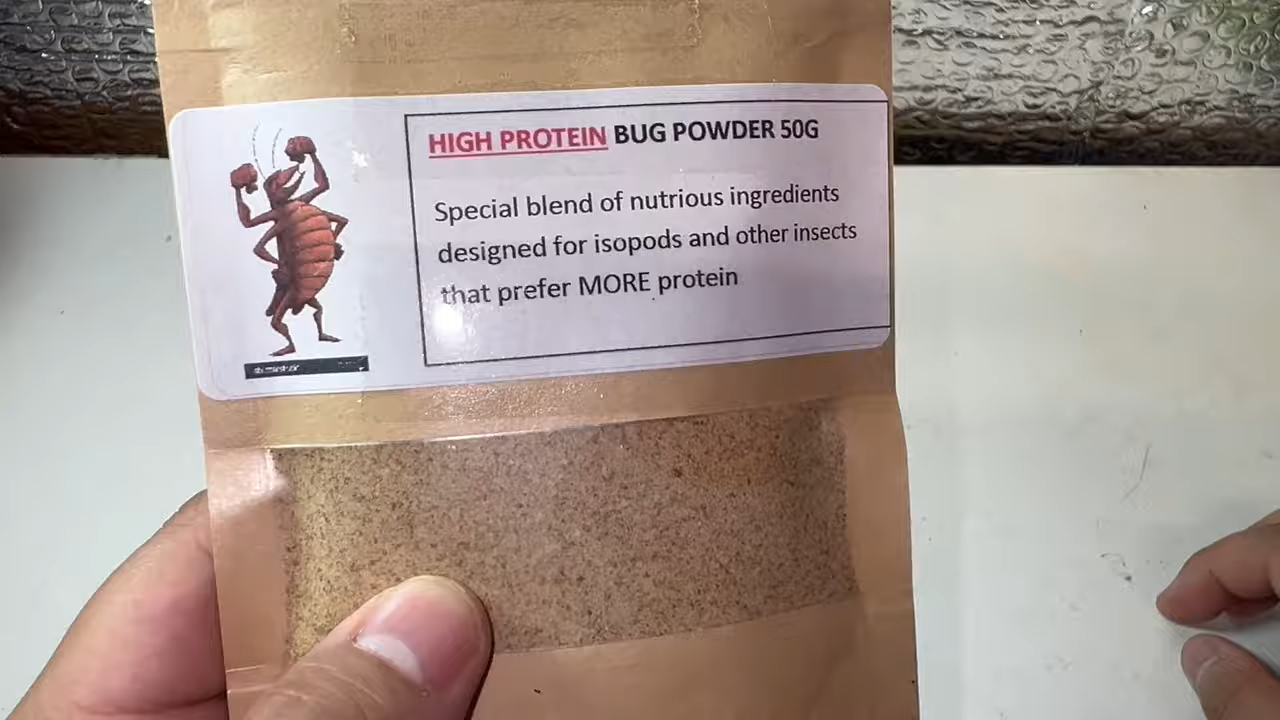 HIGH PROTEIN BUG POWDER 50G
Special blend of nutrious ingredients
designed for isopods and other insects
that prefer MORE protein